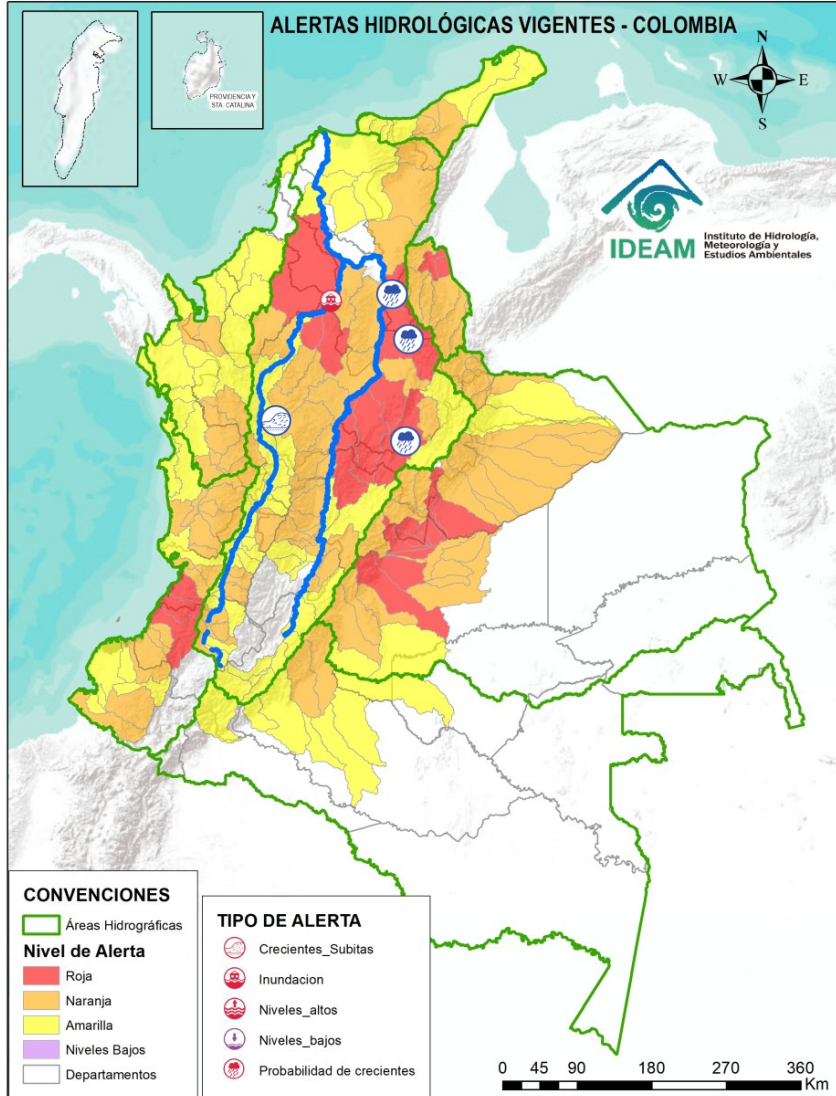 ALERTAS HIDROLÓGICAS VIGENTES - COLOMBIA
PROVIDENCIA Y
STA. CATALINA
N
W
E
S
IDEAM
Instituto de Hidrología,
Meteorología y
Estudios Ambientales
CONVENCIONES
Áreas Hidrográficas
Nivel de Alerta
Roja
Naranja
Amarilla
Niveles Bajos
Departamentos
TIPO DE ALERTA
Crecientes_Subitas
Inundacion
Niveles_altos
Niveles_bajos
Probabilidad de crecientes
0 45 90 180 270 360
Km